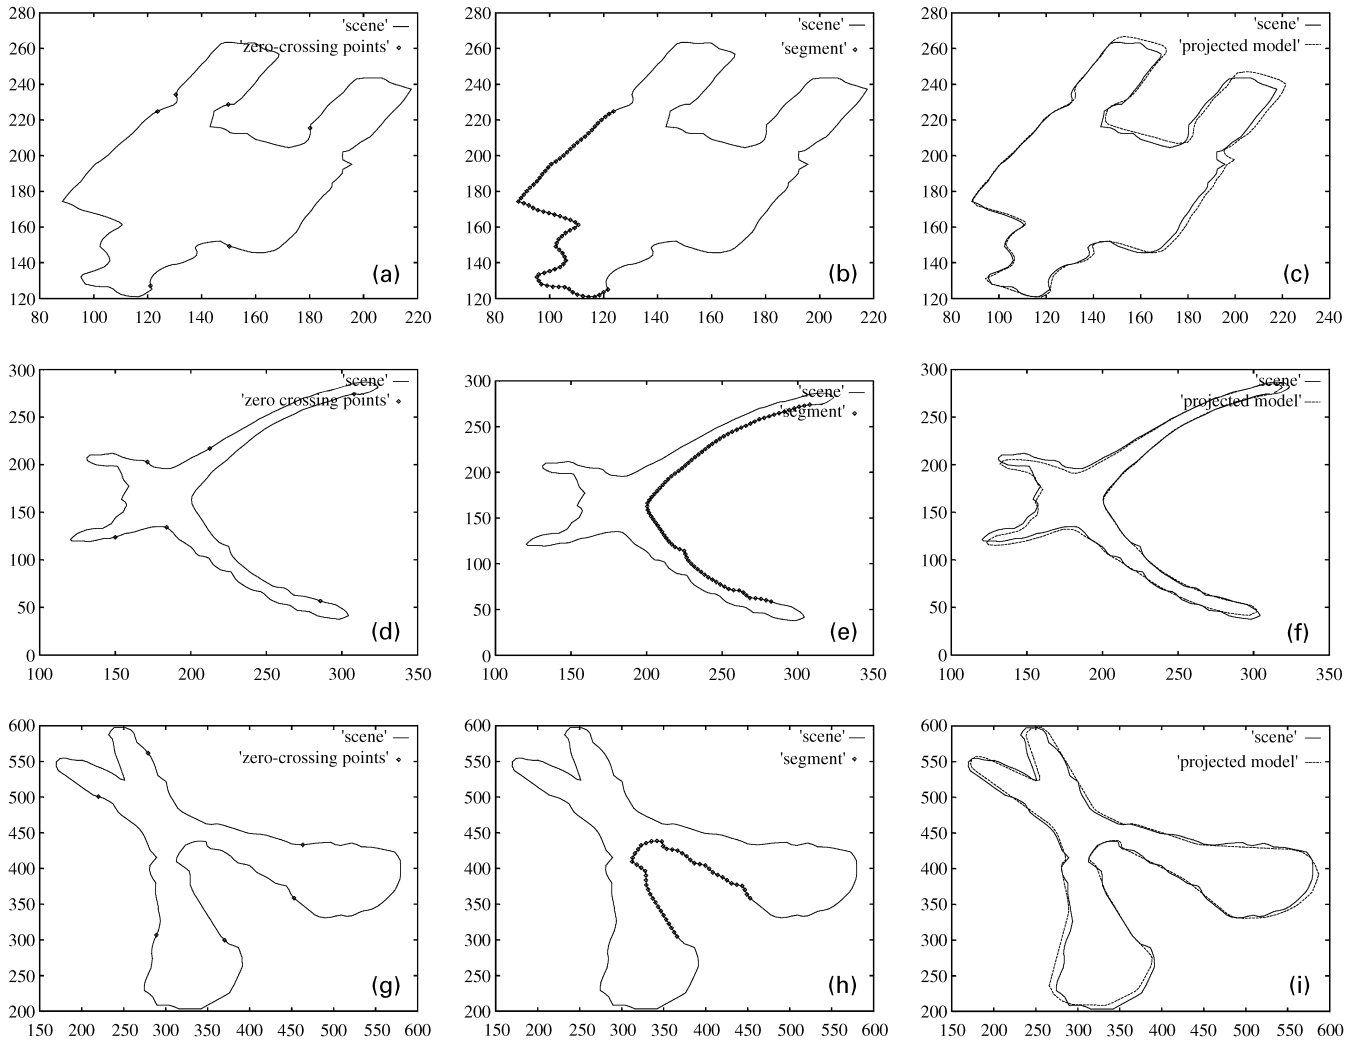 280
260
240
220
200
180
160
140
120
80 100 120 140 160 180 200 220
'scene'
'zero-crossing points'
(a)
280
260
240
220
200
180
160
140
120
80 100 120 140 160 180 200 220
'scene'
'segment'
(b)
280
260
240
220
200
180
160
140
120
80 100 120 140 160 180 200 220 240
'scene'
'projected model'
(c)
300
250
200
150
100
50
0
100 150 200 250 300 350
'scene'
'zero crossing points'
(d)
300
250
200
150
100
50
0
100 150 200 250 300 350
'scene'
'segment'
(e)
300
250
200
150
100
50
0
100 150 200 250 300 350
'scene'
'projected model'
(f)
600
550
500
450
400
350
300
250
200
150 200 250 300 350 400 450 500 550 600
'scene'
'zero-crossing points'
(g)
600
550
500
450
400
350
300
250
200
150 200 250 300 350 400 450 500 550 600
'scene'
'segment'
(h)
600
550
500
450
400
350
300
250
200
150 200 250 300 350 400 450 500 550 600
'scene'
'projected model'
(i)